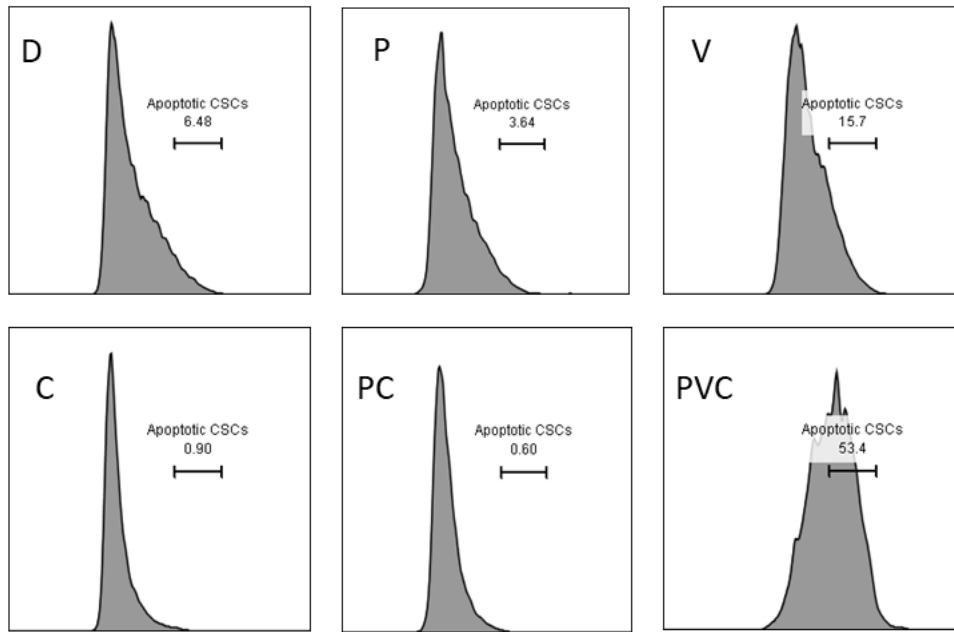 D
Apoptotic CSCs
6.48
P
Apoptotic CSCs
3.64
V
Apoptotic CSCs
15.7
C
Apoptotic CSCs
0.90
PC
Apoptotic CSCs
0.60
PVC
Apoptotic CSCs
53.4